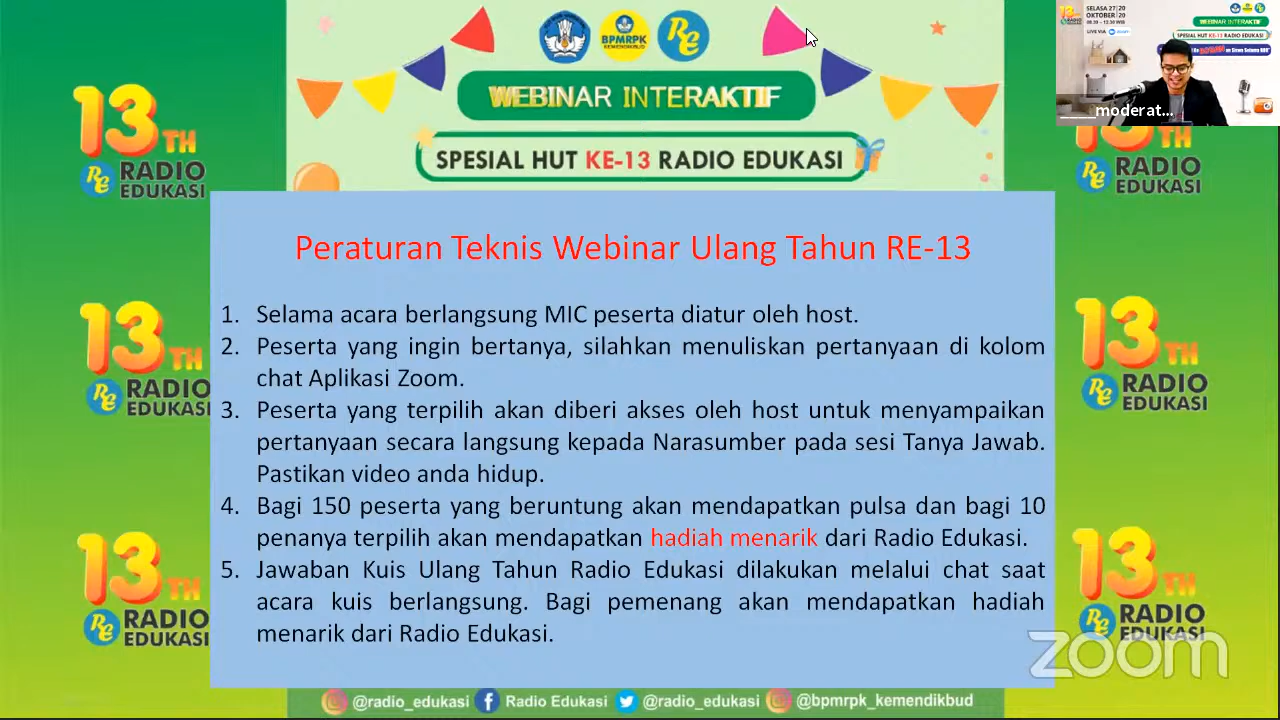 BPMRPK
KEMENDIKBUD
Re
WEBINAR INTERAKTIF
SPESIAL HUT KE-13 RADIO EDUKASI
13TH
Re RADIO
EDUKASI
13TH
Re RADIO
EDUKASI
13TH
Re RADIO
EDUKASI
13TH
Re RADIO
EDUKASI
13TH
Re RADIO
EDUKASI
13TH
Re RADIO
EDUKASI
SELASA 27|20
OKTOBER|20
LIVE VIA
WEBINAR INTERAKTIF
SPESIAL HUT KE-13 RADIO EDUKASI
____moderat...
Peraturan Teknis Webinar Ulang Tahun RE-13
1. Selama acara berlangsung MIC peserta diatur oleh host.
2. Peserta yang ingin bertanya, silahkan menuliskan pertanyaan di kolom
chat Aplikasi Zoom.
3. Peserta yang terpilih akan diberi akses oleh host untuk menyampaikan
pertanyaan secara langsung kepada Narasumber pada sesi Tanya Jawab.
Pastikan video anda hidup.
4. Bagi 150 peserta yang beruntung akan mendapatkan pulsa dan bagi 10
penanya terpilih akan mendapatkan hadiah menarik dari Radio Edukasi.
5. Jawaban Kuis Ulang Tahun Radio Edukasi dilakukan melalui chat saat
acara kuis berlangsung. Bagi pemenang akan mendapatkan hadiah
menarik dari Radio Edukasi.
zoom
@radio_edukasi Radio Edukasi @radio_edukasi @bpmrpk_kemendikbud